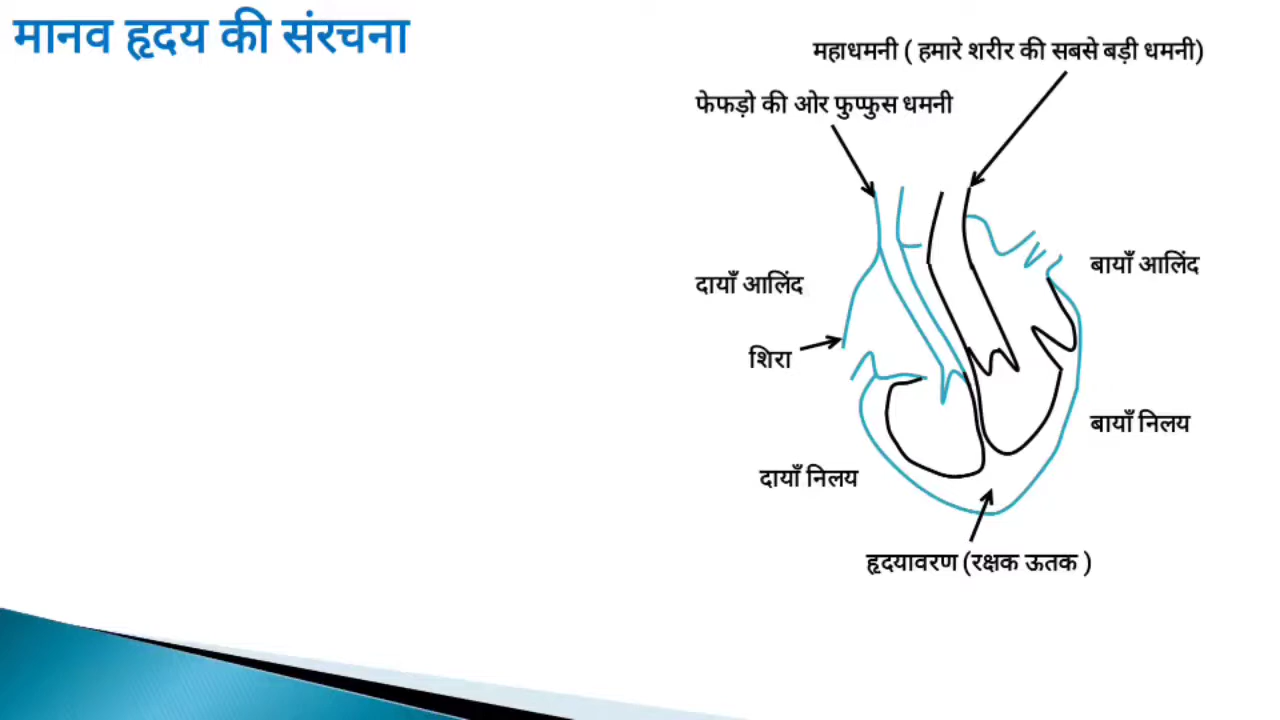 मानव हृदय की संरचना
महाधमनी ( हमारे शरीर की सबसे बड़ी धमनी)
फेफड़ो की ओर फुप्फुस धमनी
बायाँ आलिंद
दायाँ आलिंद
शिरा
बायाँ निलय
दायाँ निलय
हृदयावरण (रक्षक ऊतक )